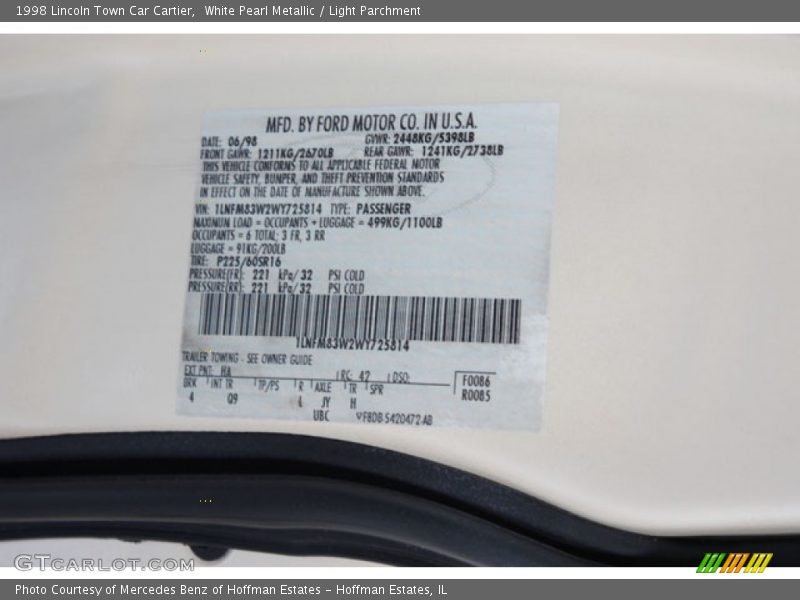 1998 Lincoln Town Car Cartier, White Pearl Metallic / Light Parchment
MFD. BY FORD MOTOR CO. IN U.S.A.
DATE: 06/98 GVWR: 2448KG/5398LB
FRONT GAWR: 1211KG/2670LB REAR GAWR: 1241KG/2738LB
THIS VEHICLE CONFORMS TO ALL APPLICABLE FEDERAL MOTOR
VEHICLE SAFETY, BUMPER, AND THEFT PREVENTION STANDARDS
IN EFFECT ON THE DATE OF MANUFACTURE SHOWN ABOVE.
VIN: 1LNFM83W2WY725814 TYPE: PASSENGER
MAXIMUM LOAD = OCCUPANTS + LUGGAGE = 499KG/1100LB
OCCUPANTS = 6 TOTAL; 3 FR, 3 RR
LUGGAGE = 91KG/200LB
TIRE: P225/60SR16
PRESSURE(FR): 221 kPa/32 PSI COLD
PRESSURE(RR): 221 kPa/32 PSI COLD
1LNFM83W2WY725814
TRAILER TOWING - SEE OWNER GUIDE
EXT PNT: HA RC: 42 DSO: F0086
BRK INT TR TP/PS R AXLE TR SPR R0085
4 Q9 L JY H
UBC F8DB-5420472-AB
GTCARLOT.COM
Photo Courtesy of Mercedes Benz of Hoffman Estates - Hoffman Estates, IL